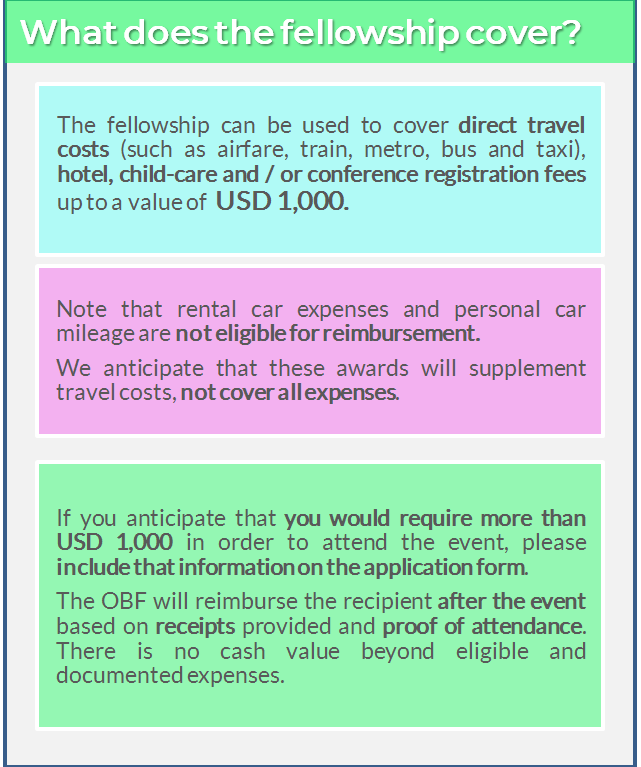 What does the fellowship cover?
The fellowship can be used to cover direct travel
costs (such as airfare, train, metro, bus and taxi),
hotel, child-care and / or conference registration fees
up to a value of USD 1,000.
Note that rental car expenses and personal car
mileage are not eligible for reimbursement.
We anticipate that these awards will supplement
travel costs, not cover all expenses.
If you anticipate that you would require more than
USD 1,000 in order to attend the event, please
include that information on the application form.
The OBF will reimburse the recipient after the event
based on receipts provided and proof of attendance.
There is no cash value beyond eligible and
documented expenses.